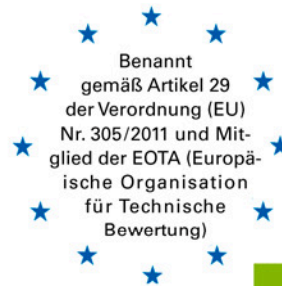 Benannt
gemäß Artikel 29
der Verordnung (EU)
Nr. 305/2011 und Mit-
glied der EOTA (Europä-
ische Organisation
für Technische
Bewertung)